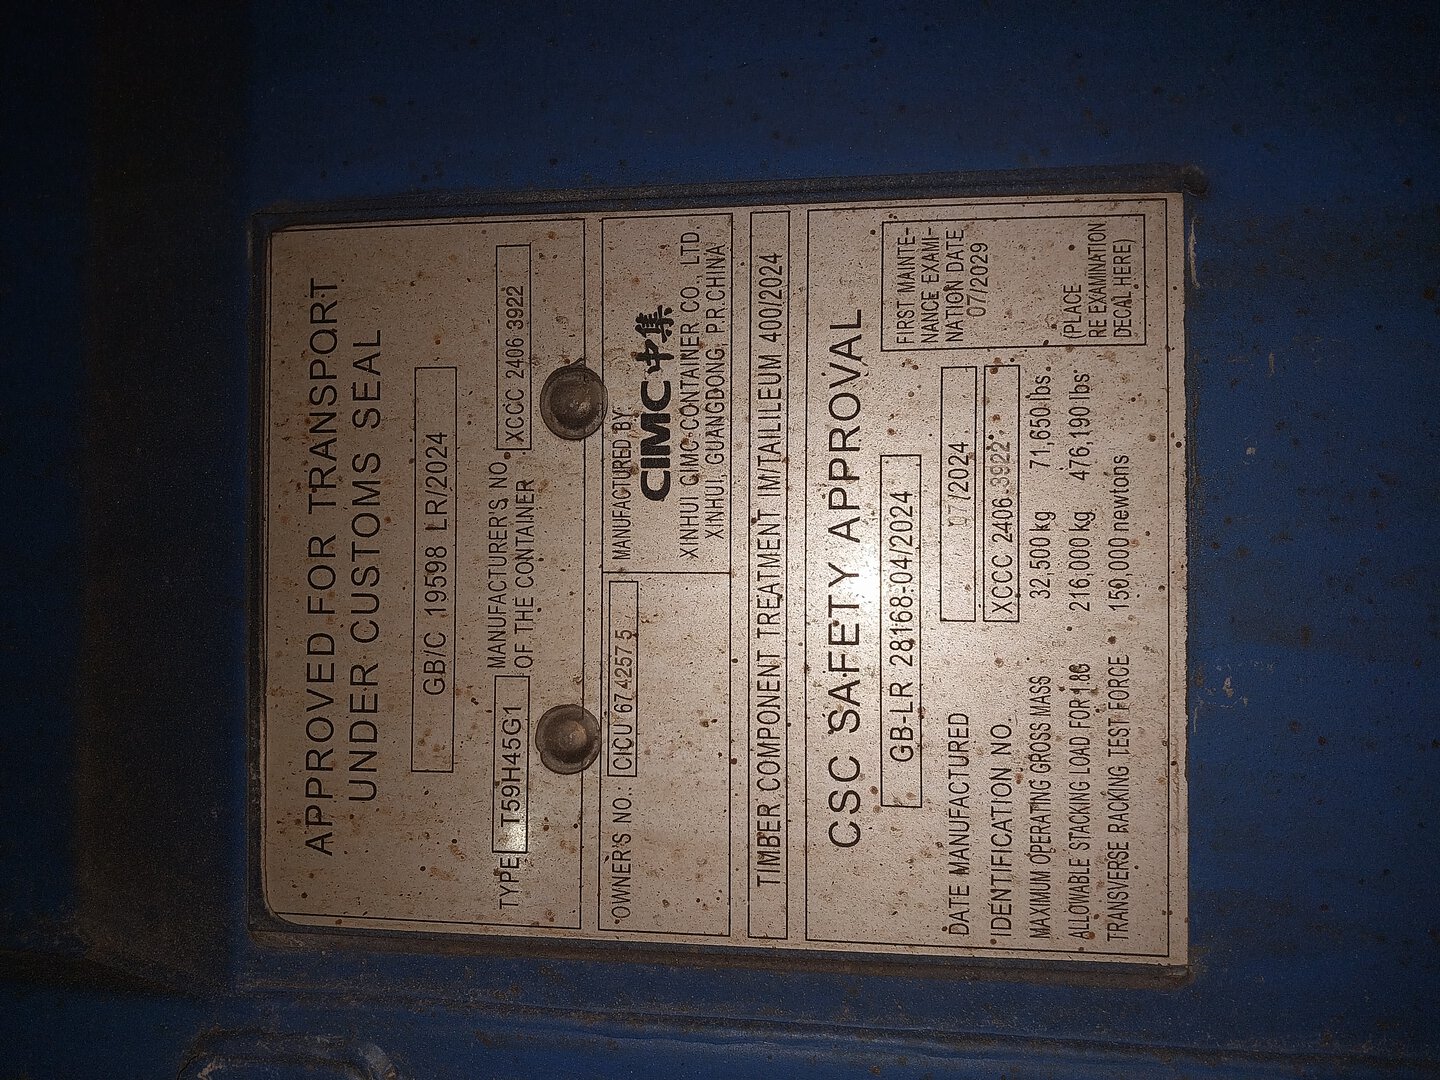 APPROVED FOR TRANSPORT
UNDER CUSTOMS SEAL
GB/C 19598 LR/2024
TYPE T59H45G1
MANUFACTURER'S NO.
OF THE CONTAINER
XCCC 2406 3922
OWNER'S NO.: CICU 67 4257 5
MANUFACTURED BY
CIMC 中集
XINHUI CIMC CONTAINER CO., LTD.
XINHUI, GUANGDONG, P.R.CHINA
TIMBER COMPONENT TREATMENT IM/TAILILEUM 400/2024
CSC SAFETY APPROVAL
GB-LR 28168-04/2024
DATE MANUFACTURED 07/2024
IDENTIFICATION NO. XCCC 2406 3922
MAXIMUM OPERATING GROSS MASS 32,500 kg 71,650 lbs
ALLOWABLE STACKING LOAD FOR 1.8G 216,000 kg 476,190 lbs
TRANSVERSE RACKING TEST FORCE 150,000 newtons
FIRST MAINTE-
NANCE EXAMI-
NATION DATE
07/2029
(PLACE
RE EXAMINATION
DECAL HERE)